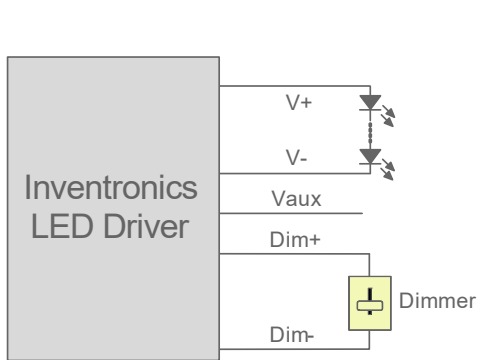 V+
V-
Inventronics
LED Driver
Vaux
Dim+
Dimmer
Dim-